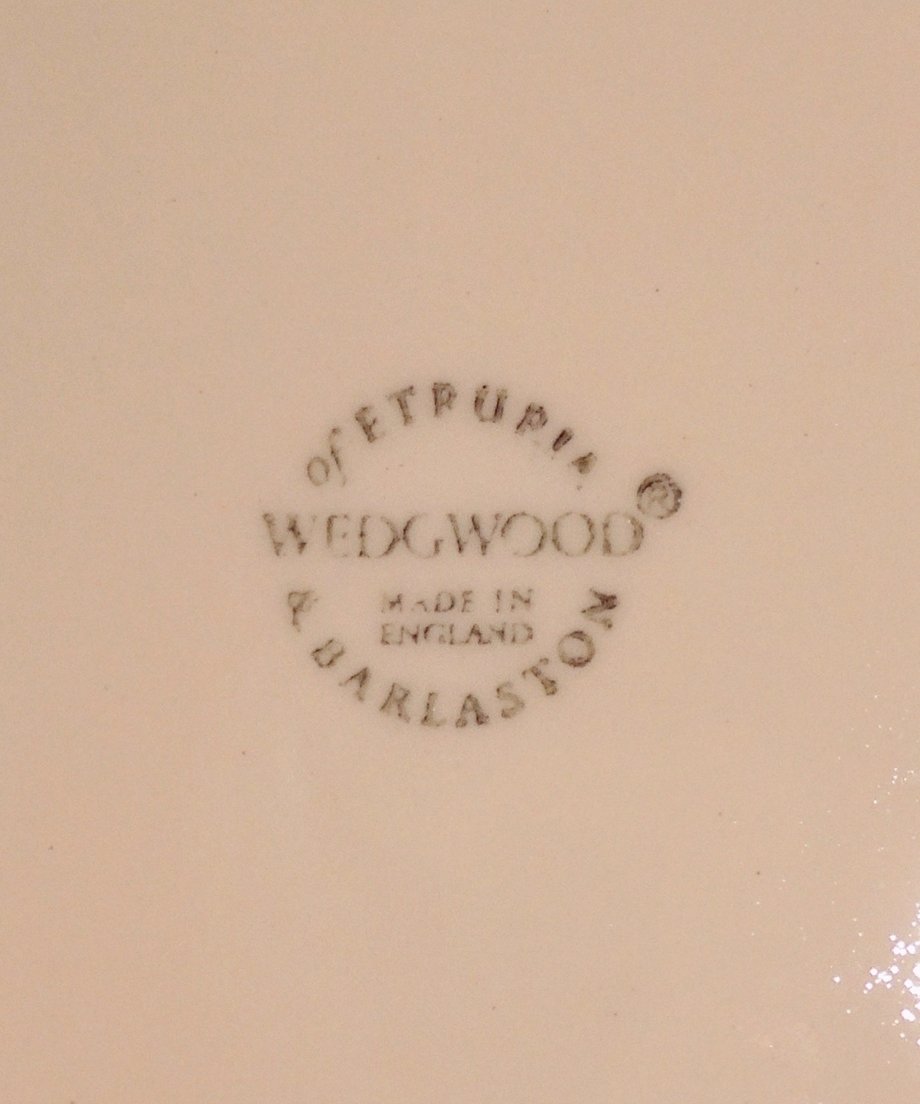 of ETRURIA
WEDGWOOD®
MADE IN
ENGLAND
& BARLASTON